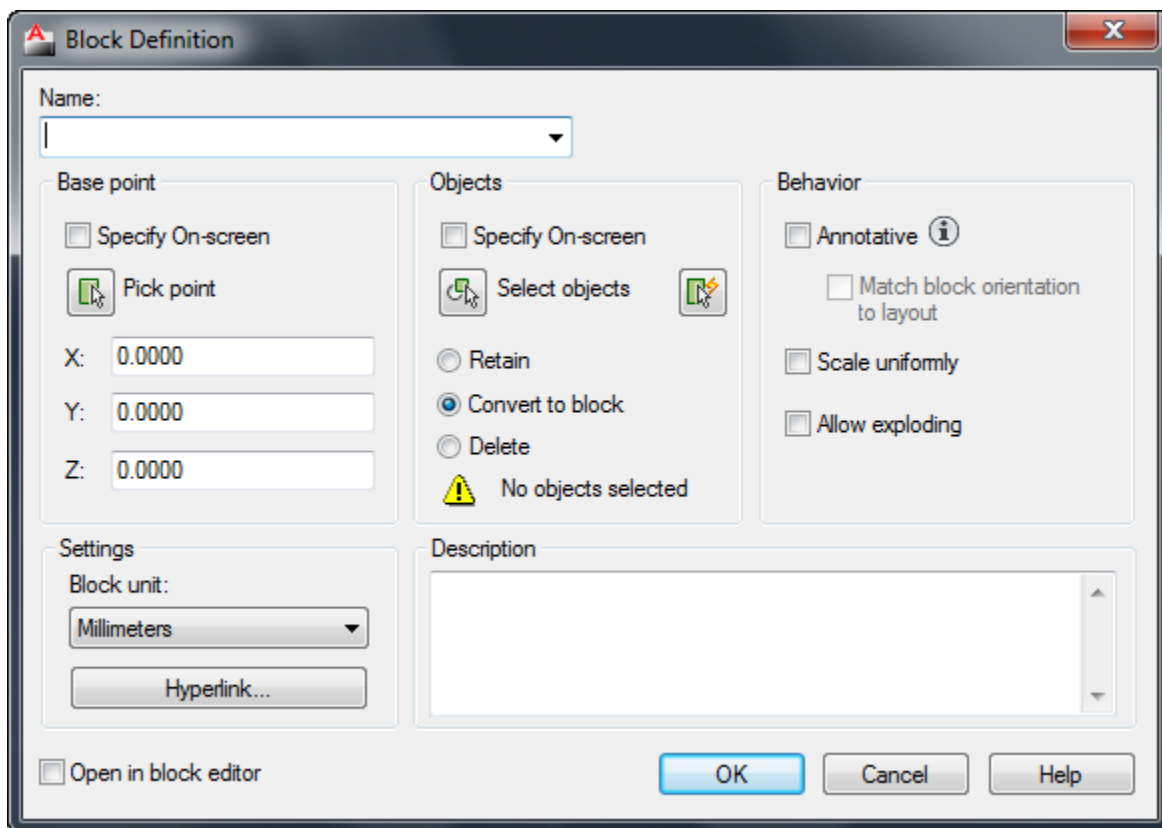 Block Definition
Name:
Base point
Specify On-screen
Pick point
X: 0.0000
Y: 0.0000
Z: 0.0000
Objects
Specify On-screen
Select objects
Retain
Convert to block
Delete
No objects selected
Behavior
Annotative
Match block orientation
to layout
Scale uniformly
Allow exploding
Settings
Block unit:
Millimeters
Hyperlink...
Description
Open in block editor
OK
Cancel
Help